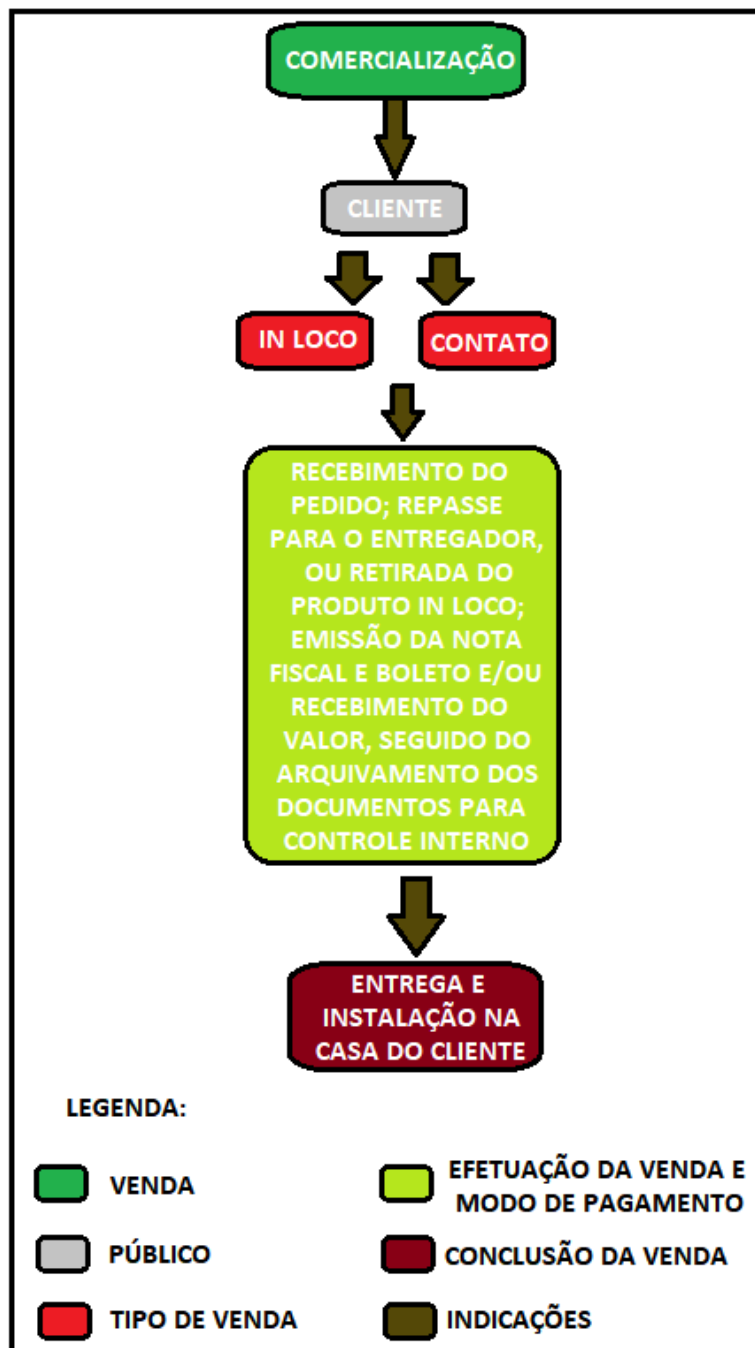 COMERCIALIZAÇÃO
CLIENTE
IN LOCO
CONTATO
RECEBIMENTO DO
PEDIDO; REPASSE
PARA O ENTREGADOR,
OU RETIRADA DO
PRODUTO IN LOCO;
EMISSÃO DA NOTA
FISCAL E BOLETO E/OU
RECEBIMENTO DO
VALOR, SEGUIDO DO
ARQUIVAMENTO DOS
DOCUMENTOS PARA
CONTROLE INTERNO
ENTREGA E
INSTALAÇÃO NA
CASA DO CLIENTE
LEGENDA:
VENDA
PÚBLICO
TIPO DE VENDA
EFETUAÇÃO DA VENDA E
MODO DE PAGAMENTO
CONCLUSÃO DA VENDA
INDICAÇÕES